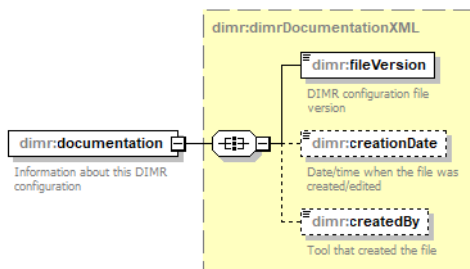 dimr:dimrDocumentationXML
dimr:fileVersion
DIMR configuration file
version
dimr:documentation
Information about this DIMR
configuration
dimr:creationDate
Date/time when the file was
created/edited
dimr:createdBy
Tool that created the file